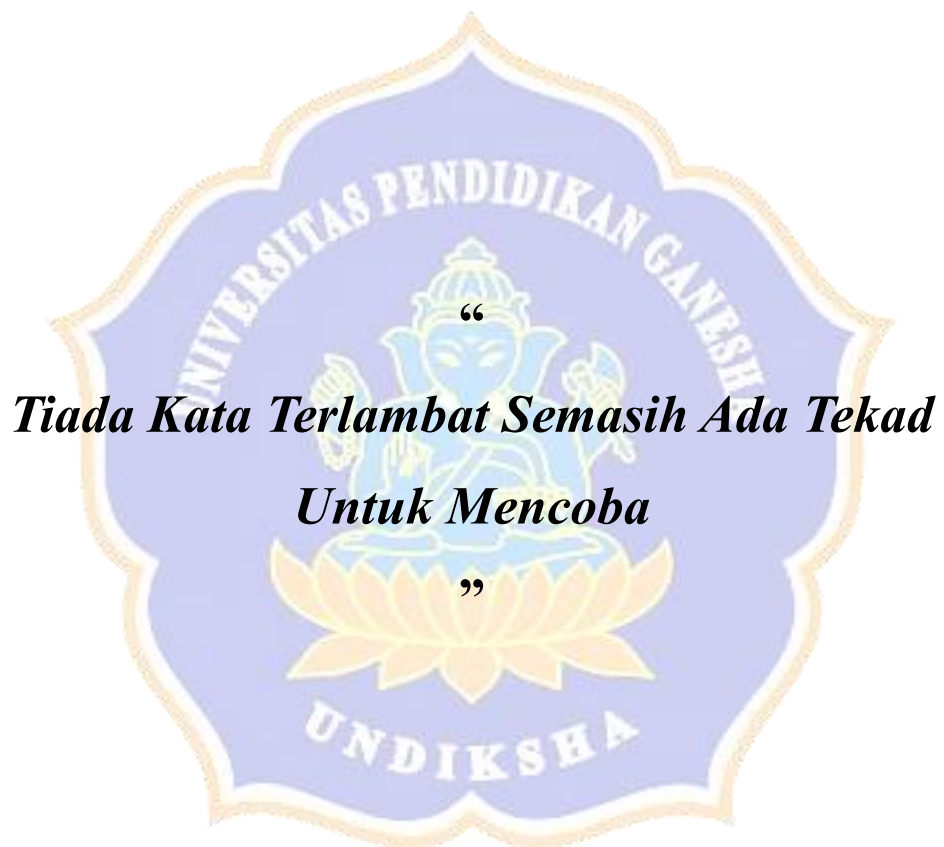 UNIVERSITAS PENDIDIKAN GANESHA
“
Tiada Kata Terlambat Semasih Ada Tekad
Untuk Mencoba
”
UNDIKSHA